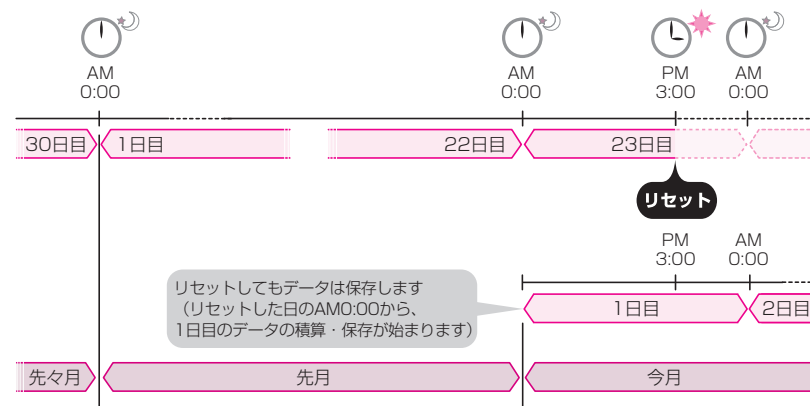 AM
0:00
AM
0:00
PM
3:00
AM
0:00
30日目
1日目
22日目
23日目
リセット
PM
3:00
AM
0:00
リセットしてもデータは保存します
（リセットした日のAM0:00から、
1日目のデータの積算・保存が始まります）
1日目
2日目
先々月
先月
今月